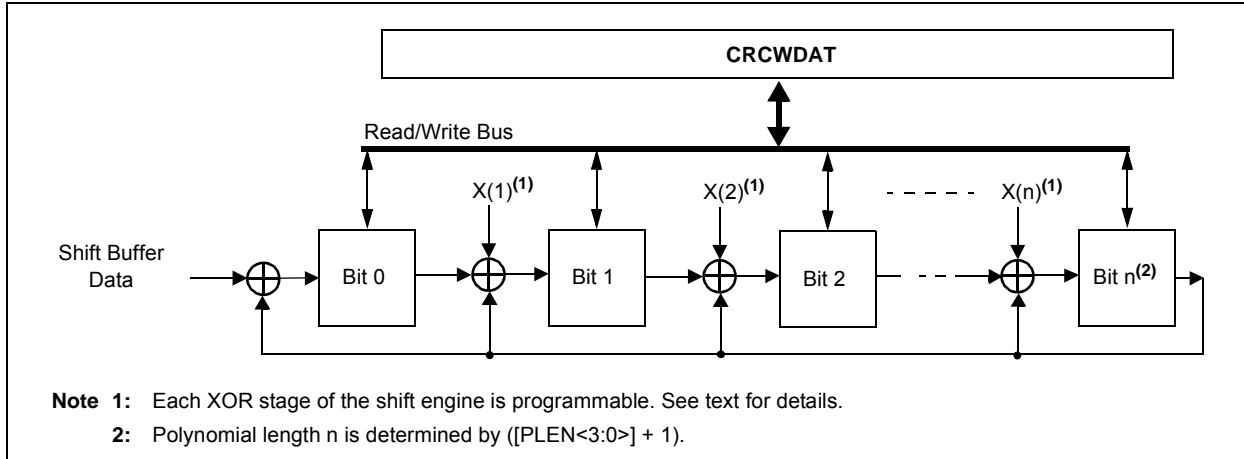 CRCWDAT
Read/Write Bus
X(1)(1) X(2)(1) X(n)(1)
Shift Buffer
Data
Bit 0 Bit 1 Bit 2 Bit n(2)
Note 1: Each XOR stage of the shift engine is programmable. See text for details.
2: Polynomial length n is determined by ([PLEN<3:0>] + 1).